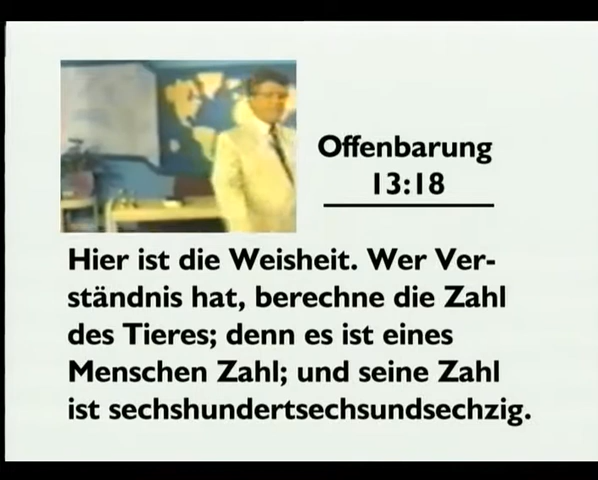 Offenbarung
13:18
Hier ist die Weisheit. Wer Ver-
ständnis hat, berechne die Zahl
des Tieres; denn es ist eines
Menschen Zahl; und seine Zahl
ist sechshundertsechsundsechzig.